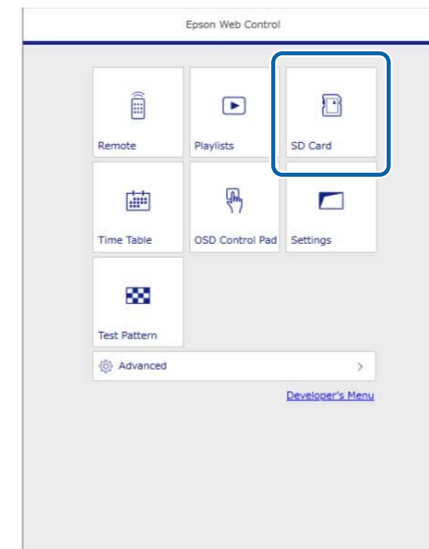 Epson Web Control
Remote
Playlists
SD Card
Time Table
OSD Control Pad
Settings
Test Pattern
Advanced
Developer's Menu